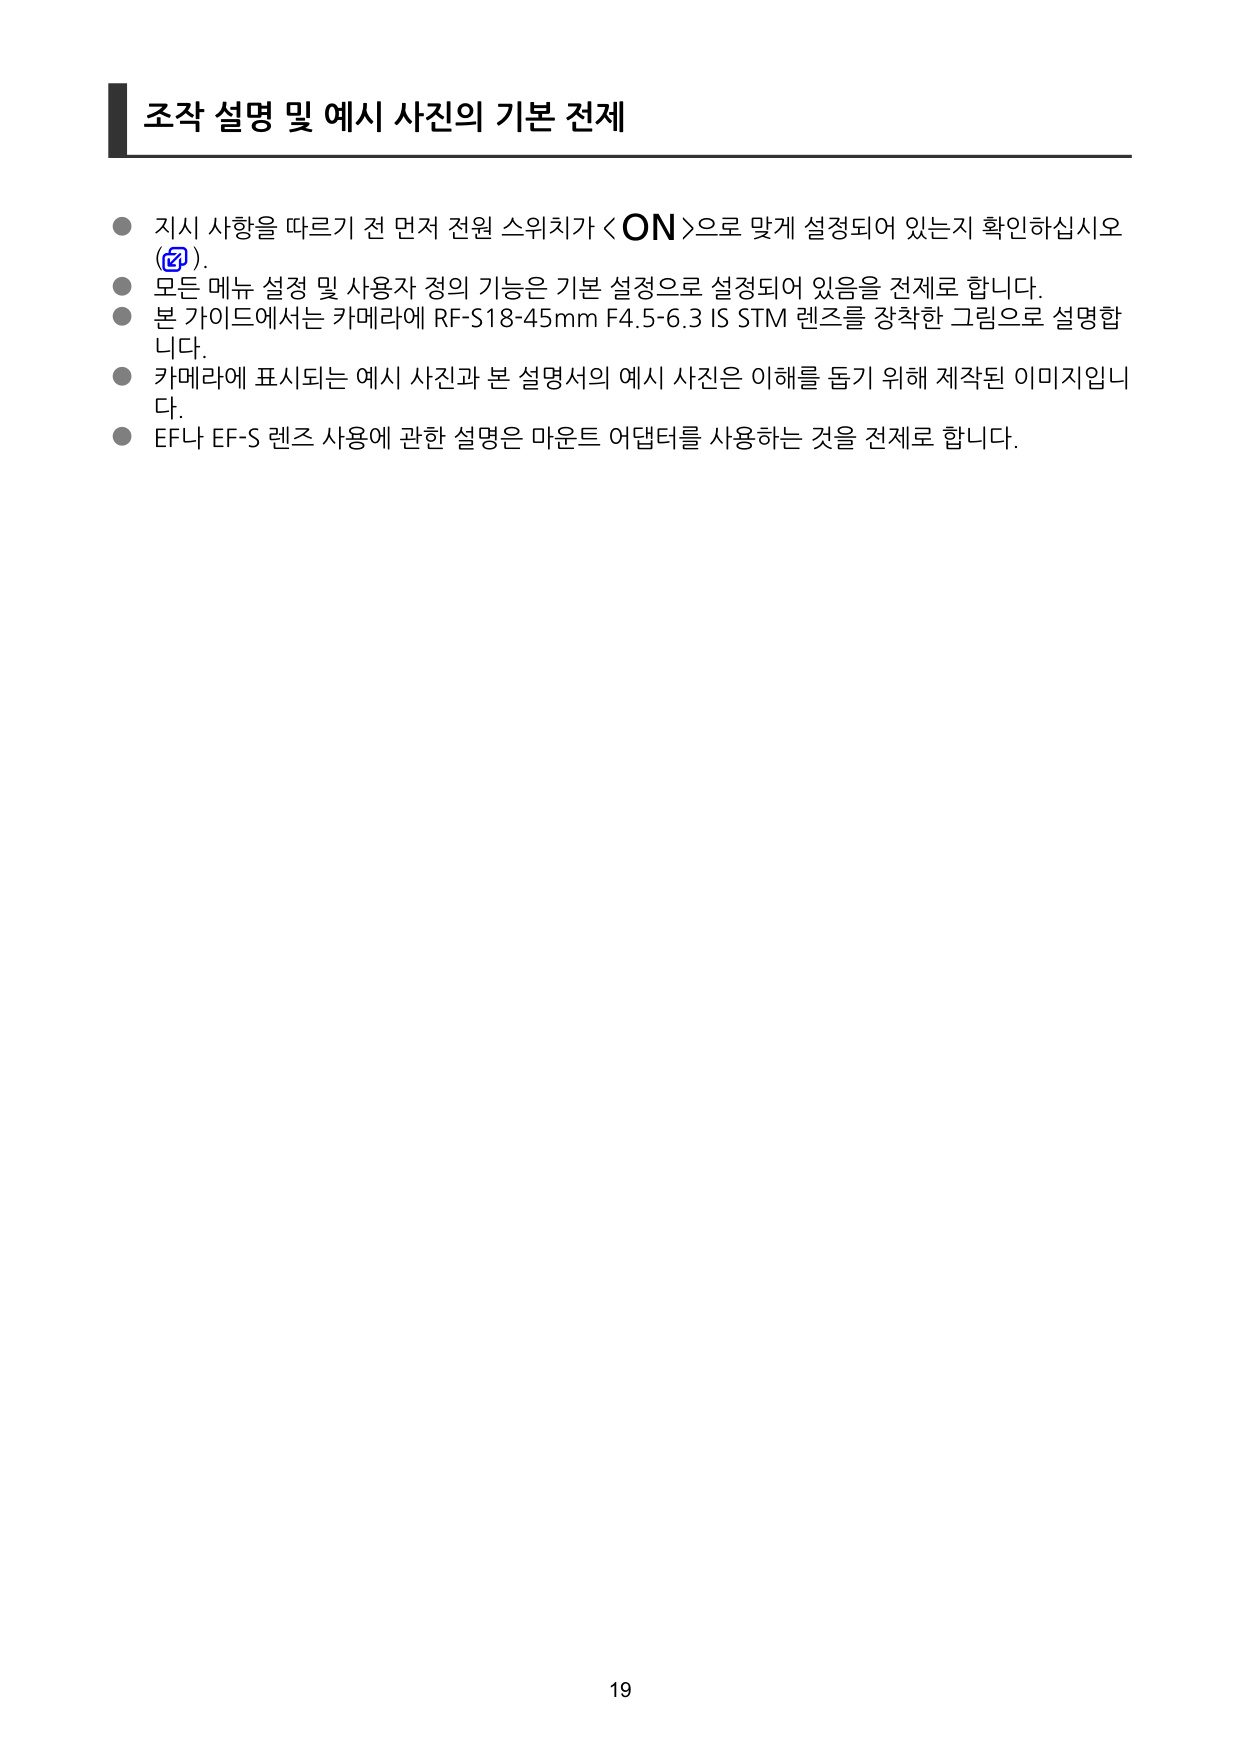 조작 설명 및 예시 사진의 기본 전제
● 지시 사항을 따르기 전 먼저 전원 스위치가 <ON>으로 맞게 설정되어 있는지 확인하십시오
( ).
● 모든 메뉴 설정 및 사용자 정의 기능은 기본 설정으로 설정되어 있음을 전제로 합니다.
● 본 가이드에서는 카메라에 RF-S18-45mm F4.5-6.3 IS STM 렌즈를 장착한 그림으로 설명합
니다.
● 카메라에 표시되는 예시 사진과 본 설명서의 예시 사진은 이해를 돕기 위해 제작된 이미지입니
다.
● EF나 EF-S 렌즈 사용에 관한 설명은 마운트 어댑터를 사용하는 것을 전제로 합니다.
19